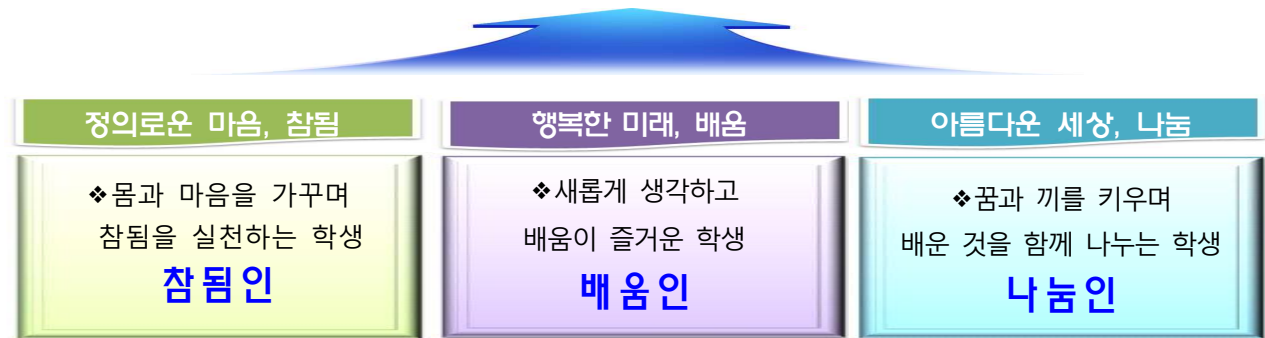 정의로운 마음, 참됨
❖몸과 마음을 가꾸며
참됨을 실천하는 학생
참됨인
행복한 미래, 배움
❖새롭게 생각하고
배움이 즐거운 학생
배움인
아름다운 세상, 나눔
❖꿈과 끼를 키우며
배운 것을 함께 나누는 학생
나눔인